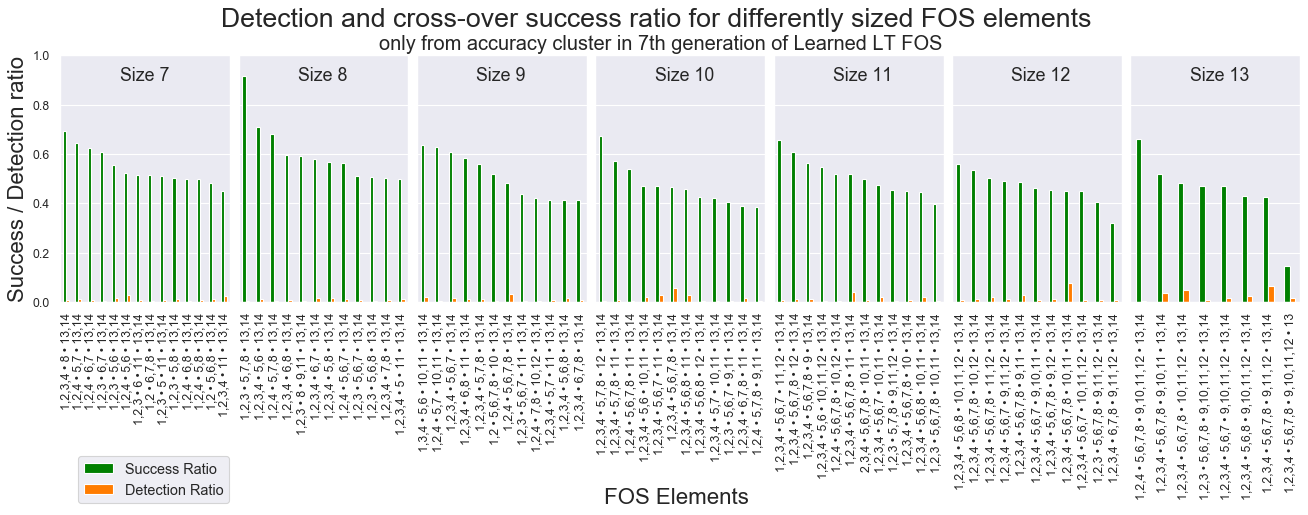 Detection and cross-over success ratio for differently sized FOS elements
only from accuracy cluster in 7th generation of Learned LT FOS
Success / Detection ratio
1.0
0.8
0.6
0.4
0.2
0.0
Size 7
Size 8
Size 9
Size 10
Size 11
Size 12
Size 13
1,2,3,4 • 8 • 13,14
1,2,4 • 5,7 • 13,14
1,2,4 • 6,7 • 13,14
1,2,3 • 6,7 • 13,14
1,2,3 • 5,6 • 13,14
1,2,4 • 5,6 • 13,14
1,2,3 • 6 • 11 • 13,14
1,2 • 6,7,8 • 13,14
1,2,3 • 5 • 11 • 13,14
1,2,3 • 5,8 • 13,14
1,2,4 • 6,8 • 13,14
1,2,4 • 5,8 • 13,14
1,2 • 5,6,8 • 13,14
1,2,3,4 • 11 • 13,14
1,2,3 • 5,7,8 • 13,14
1,2,3,4 • 5,6 • 13,14
1,2,3,4 • 5,7 • 13,14
1,2,3,4 • 6,8 • 13,14
1,2,3 • 8 • 9,11 • 13,14
1,2,3,4 • 6,7 • 13,14
1,2,4 • 5,6,7 • 13,14
1,2,3 • 5,6,7 • 13,14
1,2,3 • 6,7,8 • 13,14
1,2,3 • 5,6,8 • 13,14
1,2,3,4 • 7,8 • 13,14
1,2,3,4 • 5 • 11 • 13,14
1,3,4 • 5,6 • 10,11 • 13,14
1,2,4 • 5,7 • 10,11 • 13,14
1,2,3,4 • 5,6,7 • 13,14
1,2,3,4 • 6,8 • 11 • 13,14
1,2,3,4 • 5,7,8 • 13,14
1,2 • 5,6,7,8 • 10 • 13,14
1,2,4 • 5,6,7,8 • 13,14
1,2,3 • 5,6,7 • 11 • 13,14
1,2,4 • 7,8 • 10,12 • 13,14
1,2,3,4 • 5,7 • 11 • 13,14
1,2,3,4 • 5,6,8 • 13,14
1,2,3,4 • 6,7,8 • 13,14
1,2,3,4 • 5,7,8 • 12 • 13,14
1,2,3,4 • 5,7,8 • 11 • 13,14
1,2,4 • 5,6,7,8 • 11 • 13,14
1,2,3,4 • 5,6 • 10,11 • 13,14
1,2,3,4 • 5,6,7 • 11 • 13,14
1,2,3,4 • 5,6,7,8 • 13,14
1,2,3,4 • 5,6,8 • 11 • 13,14
1,2,3,4 • 5,6,8 • 12 • 13,14
1,2,3,4 • 5,7 • 10,11 • 13,14
1,2,3 • 5,6,7 • 9,11 • 13,14
1,2,3,4 • 6,7,8 • 11 • 13,14
1,2,4 • 5,7,8 • 9,11 • 13,14
1,2,3,4 • 5,6,7 • 11,12 • 13,14
1,2,3,4 • 5,6,7,8 • 12 • 13,14
1,2,3,4 • 5,6,7,8 • 9 • 13,14
1,2,3,4 • 5,6 • 10,11,12 • 13,14
1,2,4 • 5,6,7,8 • 10,12 • 13,14
1,2,3,4 • 5,6,7,8 • 11 • 13,14
2,3,4 • 5,6,7,8 • 10,11 • 13,14
1,2,3,4 • 5,6,7 • 10,11 • 13,14
1,2,3 • 5,7,8 • 9,11,12 • 13,14
1,2,3,4 • 5,6,7,8 • 10 • 13,14
1,2,3,4 • 5,6,8 • 10,11 • 13,14
1,2,3 • 5,6,7,8 • 10,11 • 13,14
1,2,3,4 • 5,6,8 • 10,11,12 • 13,14
1,2,3,4 • 5,6,7,8 • 10,12 • 13,14
1,2,3,4 • 5,6,7,8 • 11,12 • 13,14
1,2,3,4 • 5,6,7 • 9,11,12 • 13,14
1,2,3,4 • 5,6,7,8 • 9,11 • 13,14
1,2,3,4 • 5,6,7 • 9,10,11 • 13,14
1,2,3,4 • 5,6,7,8 • 9,12 • 13,14
1,2,3,4 • 5,6,7,8 • 10,11 • 13,14
1,2,3,4 • 5,6,7 • 10,11,12 • 13,14
1,2,3 • 5,6,7,8 • 9,11,12 • 13,14
1,2,3,4 • 6,7,8 • 9,11,12 • 13,14
1,2,4 • 5,6,7,8 • 9,10,11,12 • 13,14
1,2,3,4 • 5,6,7,8 • 9,10,11 • 13,14
1,2,3,4 • 5,6,7,8 • 10,11,12 • 13,14
1,2,3 • 5,6,7,8 • 9,10,11,12 • 13,14
1,2,3,4 • 5,6,7 • 9,10,11,12 • 13,14
1,2,3,4 • 5,6,8 • 9,10,11,12 • 13,14
1,2,3,4 • 5,6,7,8 • 9,11,12 • 13,14
1,2,3,4 • 5,6,7,8 • 9,10,11,12 • 13
Success Ratio
Detection Ratio
FOS Elements